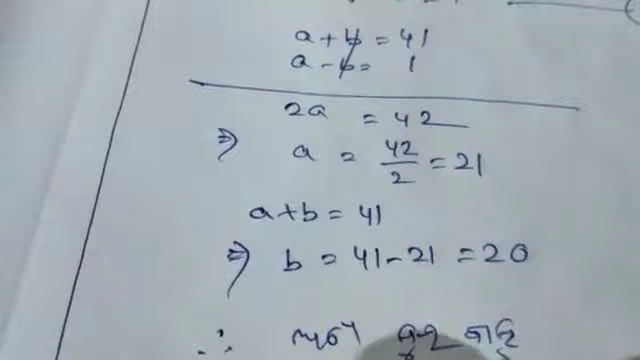 a + b = 41
a - b = 1
2a = 42
⇒ a = 42/2 = 21
a + b = 41
⇒ b = 41 - 21 = 20
∴